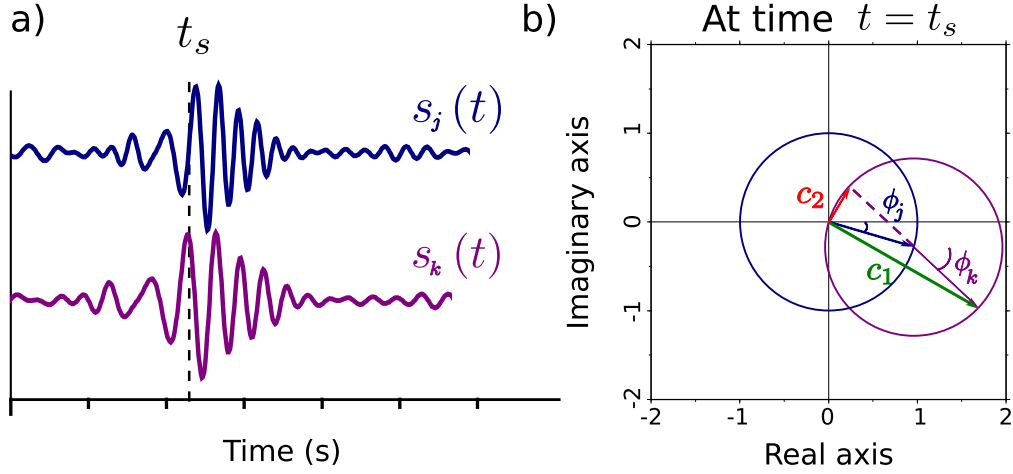 a)
t_s
s_j (t)
s_k (t)
Time (s)
b)
At time t = t_s
2
1
0
-1
-2
Imaginary axis
c_2
ϕ_j
c_1
ϕ_k
-2
-1
0
1
2
Real axis